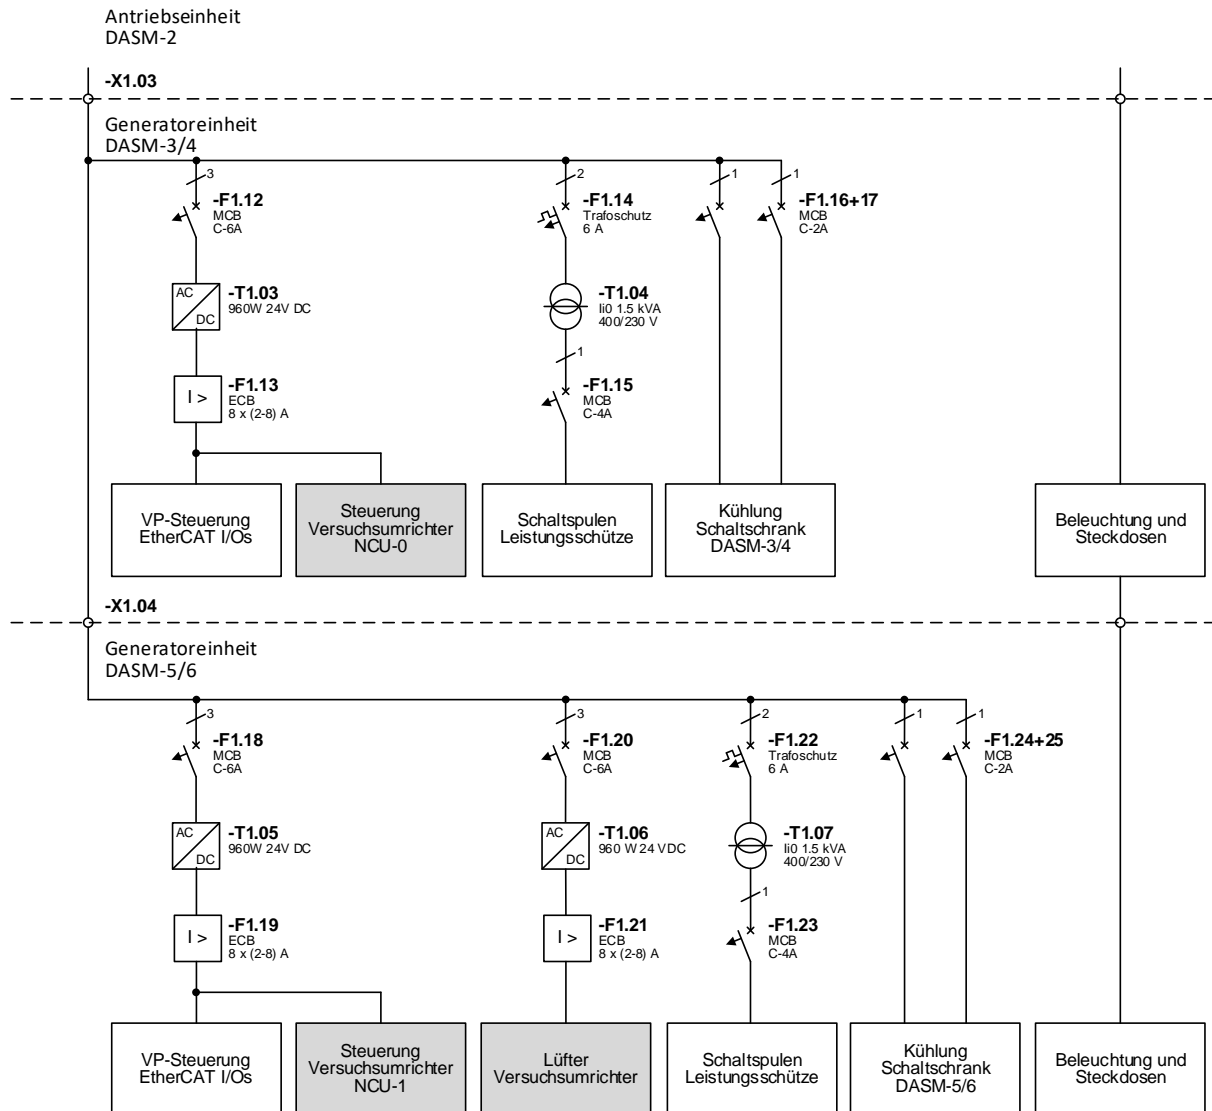 Antriebseinheit
DASM-2
-X1.03
Generatoreinheit
DASM-3/4
3
-F1.12
MCB
C-6A
2
-F1.14
Trafoschutz
6 A
1
1
-F1.16+17
MCB
C-2A
AC
DC
-T1.03
960W 24V DC
-T1.04
Ii0 1.5 kVA
400/230 V
1
I >
-F1.13
ECB
8 x (2-8) A
-F1.15
MCB
C-4A
VP-Steuerung
EtherCAT I/Os
Steuerung
Versuchsumrichter
NCU-0
Schaltspulen
Leistungsschütze
Kühlung
Schaltschrank
DASM-3/4
Beleuchtung und
Steckdosen
-X1.04
Generatoreinheit
DASM-5/6
3
-F1.18
MCB
C-6A
3
-F1.20
MCB
C-6A
2
-F1.22
Trafoschutz
6 A
1
1
-F1.24+25
MCB
C-2A
AC
DC
-T1.05
960W 24V DC
AC
DC
-T1.06
960 W 24 VDC
-T1.07
Ii0 1.5 kVA
400/230 V
1
I >
-F1.19
ECB
8 x (2-8) A
I >
-F1.21
ECB
8 x (2-8) A
-F1.23
MCB
C-4A
VP-Steuerung
EtherCAT I/Os
Steuerung
Versuchsumrichter
NCU-1
Lüfter
Versuchsumrichter
Schaltspulen
Leistungsschütze
Kühlung
Schaltschrank
DASM-5/6
Beleuchtung und
Steckdosen